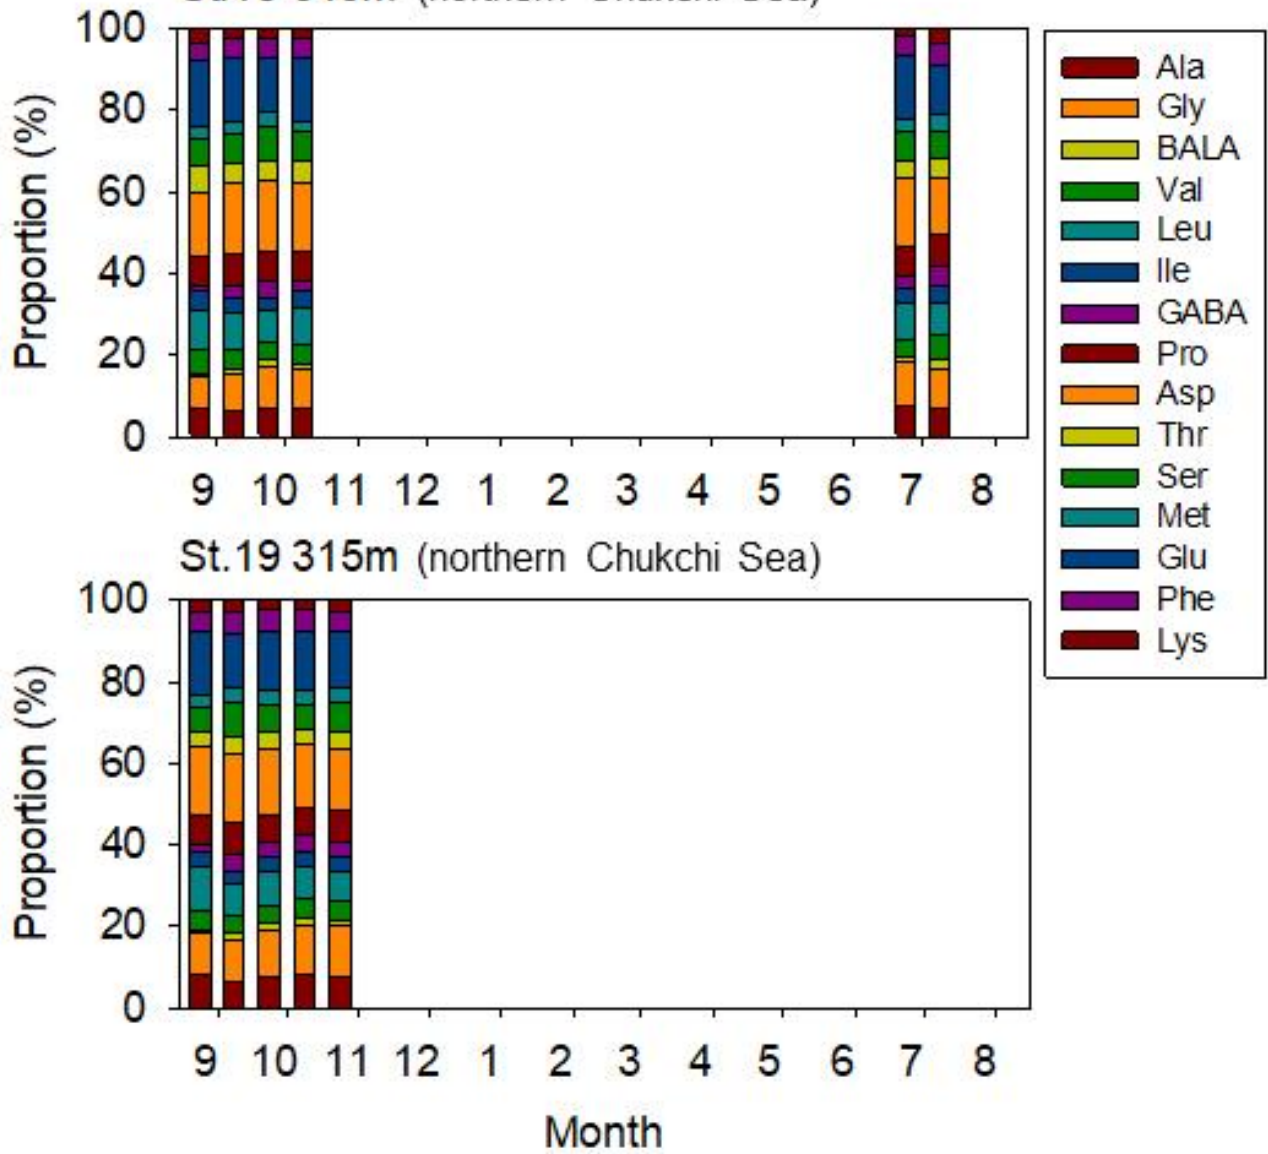 (northern Chukchi Sea)
100
80
60
40
20
0
Proportion (%)
9 10 11 12 1 2 3 4 5 6 7 8
Ala
Gly
BALA
Val
Leu
Ile
GABA
Pro
Asp
Thr
Ser
Met
Glu
Phe
Lys
St.19 315m (northern Chukchi Sea)
100
80
60
40
20
0
Proportion (%)
9 10 11 12 1 2 3 4 5 6 7 8
Month